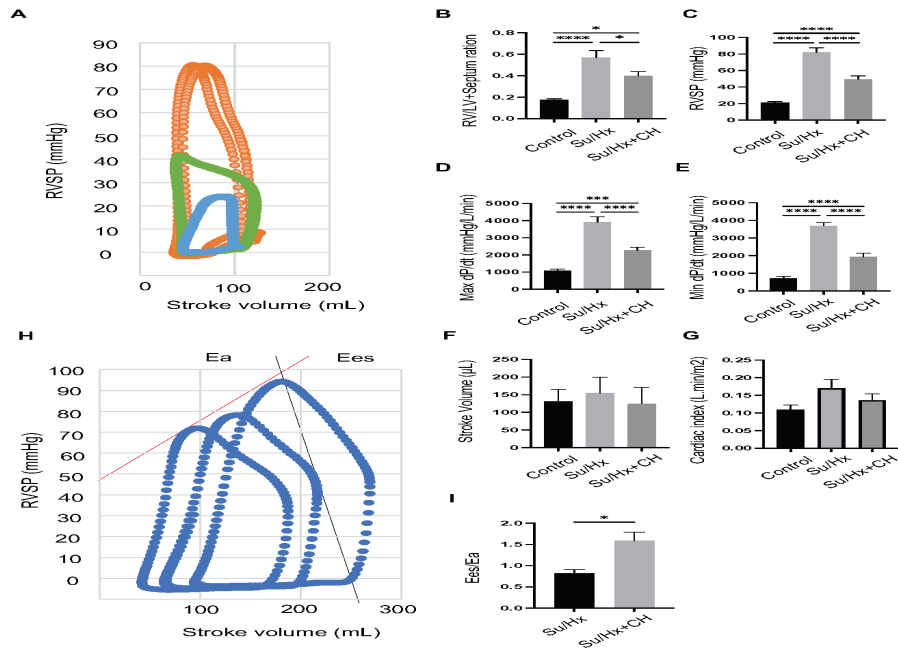 A
RVSP (mmHg)
90
80
70
60
50
40
30
20
10
0
0 100 200
Stroke volume (mL)
B
RV/LV+Septum ration
0.8
0.6
0.4
0.2
0.0
*
**** *
Control Su/Hx Su/Hx+CH
C
RVSP (mmHg)
100
80
60
40
20
0
****
**** ****
Control Su/Hx Su/Hx+CH
D
Max dP/dt (mmHg/L/min)
5000
4000
3000
2000
1000
0
***
**** ****
Control Su/Hx Su/Hx+CH
E
Min dP/dt (mmHg/L/min)
5000
4000
3000
2000
1000
0
****
**** ****
Control Su/Hx Su/Hx+CH
H
Ea Ees
RVSP (mmHg)
100
90
80
70
60
50
40
30
20
10
0
100 200 300
Stroke volume (mL)
F
Stroke Volume (µL)
250
200
150
100
50
0
Control Su/Hx Su/Hx+CH
G
Cardiac index (L.min/m2)
0.25
0.20
0.15
0.10
0.05
0.00
Control Su/Hx Su/Hx+CH
I
Ees/Ea
2.0
1.5
1.0
0.5
0.0
*
Su/Hx Su/Hx+CH